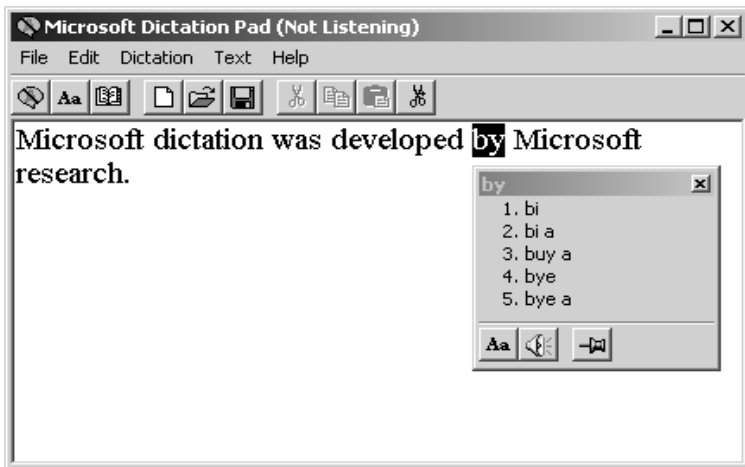 Microsoft Dictation Pad (Not Listening)
File Edit Dictation Text Help
Aa
Microsoft dictation was developed by Microsoft
research.
by
1. bi
2. bi a
3. buy a
4. bye
5. bye a
Aa